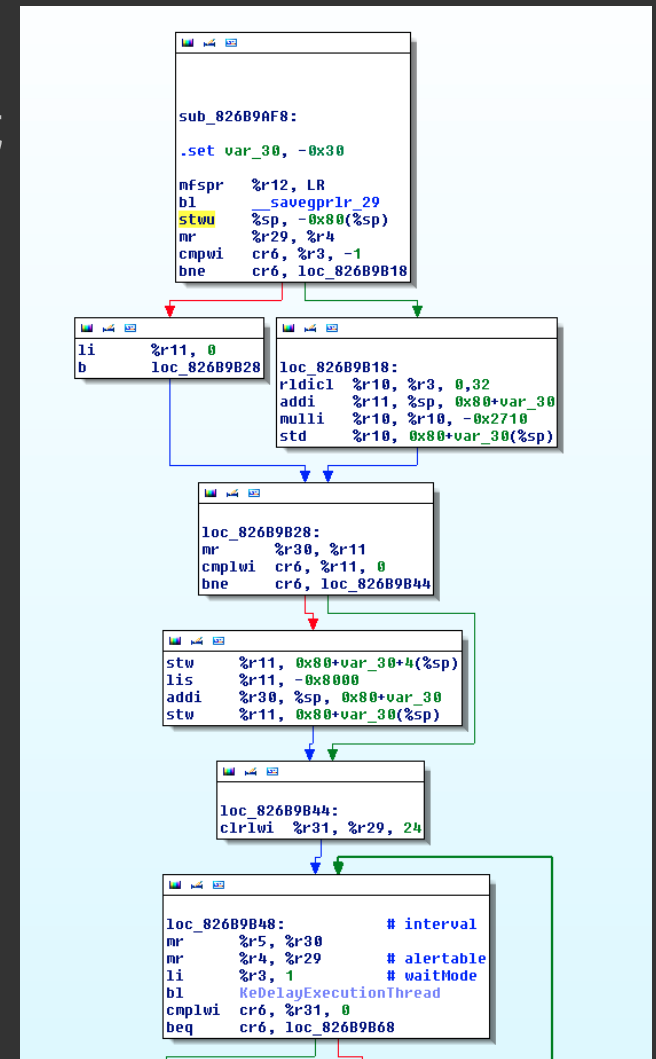 sub_826B9AF8:
.set var_30, -0x30
mfspr %r12, LR
bl __savegprlr_29
stwu %sp, -0x80(%sp)
mr %r29, %r4
cmpwi cr6, %r3, -1
bne cr6, loc_826B9B18
li %r11, 0
b loc_826B9B28
loc_826B9B18:
rldicl %r10, %r3, 0,32
addi %r11, %sp, 0x80+var_30
mulli %r10, %r10, -0x2710
std %r10, 0x80+var_30(%sp)
loc_826B9B28:
mr %r30, %r11
cmplwi cr6, %r11, 0
bne cr6, loc_826B9B44
stw %r11, 0x80+var_30+4(%sp)
lis %r11, -0x8000
addi %r30, %sp, 0x80+var_30
stw %r11, 0x80+var_30(%sp)
loc_826B9B44:
clrlwi %r31, %r29, 24
loc_826B9B48: # interval
mr %r5, %r30
mr %r4, %r29 # alertable
li %r3, 1 # waitMode
bl KeDelayExecutionThread
cmplwi cr6, %r31, 0
beq cr6, loc_826B9B68